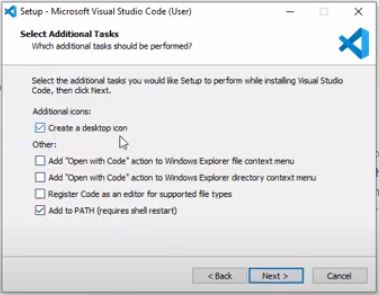 Setup - Microsoft Visual Studio Code (User)
Select Additional Tasks
Which additional tasks should be performed?
Select the additional tasks you would like Setup to perform while installing Visual Studio
Code, then click Next.
Additional icons:
Create a desktop icon
Other:
Add "Open with Code" action to Windows Explorer file context menu
Add "Open with Code" action to Windows Explorer directory context menu
Register Code as an editor for supported file types
Add to PATH (requires shell restart)
< Back
Next >
Cancel